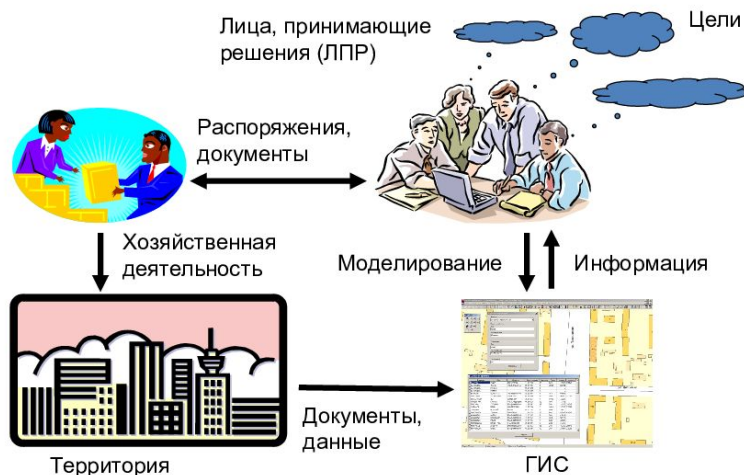 Лица, принимающие
решения (ЛПР)
Цели
Распоряжения,
документы
Хозяйственная
деятельность
Моделирование
Информация
Документы,
данные
Территория
ГИС